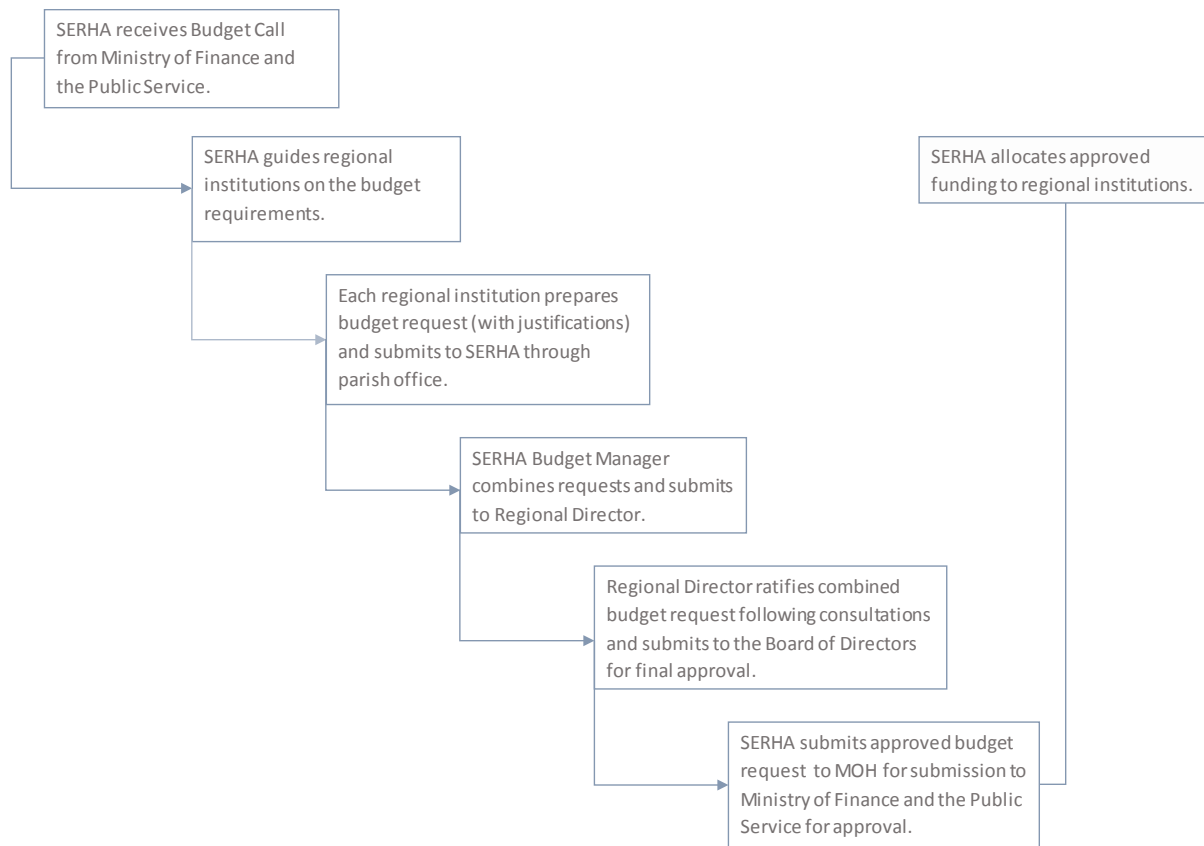 SERHA receives Budget Call
from Ministry of Finance and
the Public Service.
SERHA guides regional
institutions on the budget
requirements.
Each regional institution prepares
budget request (with justifications)
and submits to SERHA through
parish office.
SERHA Budget Manager
combines requests and submits
to Regional Director.
Regional Director ratifies combined
budget request following consultations
and submits to the Board of Directors
for final approval.
SERHA submits approved budget
request to MOH for submission to
Ministry of Finance and the Public
Service for approval.
SERHA allocates approved
funding to regional institutions.